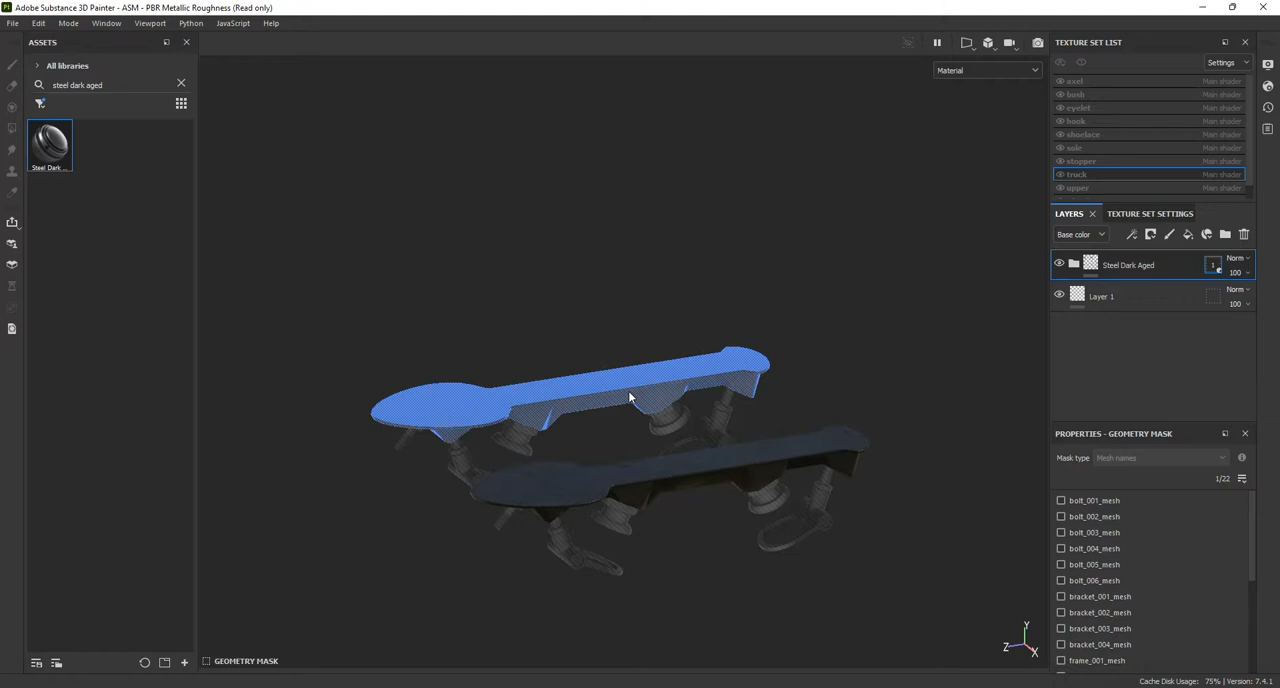 Adobe Substance 3D Painter - ASM - PBR Metallic Roughness (Read only)
File Edit Mode Window Viewport Python JavaScript Help
ASSETS
All libraries
steel dark aged
Steel Dark ...
Material
GEOMETRY MASK
Y
Z
X
TEXTURE SET LIST
Settings
axel Main shader
bush Main shader
eyelet Main shader
hook Main shader
shoelace Main shader
sole Main shader
stopper Main shader
truck Main shader
upper Main shader
LAYERS TEXTURE SET SETTINGS
Base color
Steel Dark Aged 1 Norm
100
Layer 1 Norm
100
PROPERTIES - GEOMETRY MASK
Mask type Mesh names
1/22
bolt_001_mesh
bolt_002_mesh
bolt_003_mesh
bolt_004_mesh
bolt_005_mesh
bolt_006_mesh
bracket_001_mesh
bracket_002_mesh
bracket_003_mesh
bracket_004_mesh
frame_001_mesh
Cache Disk Usage: 75% | Version: 7.4.1